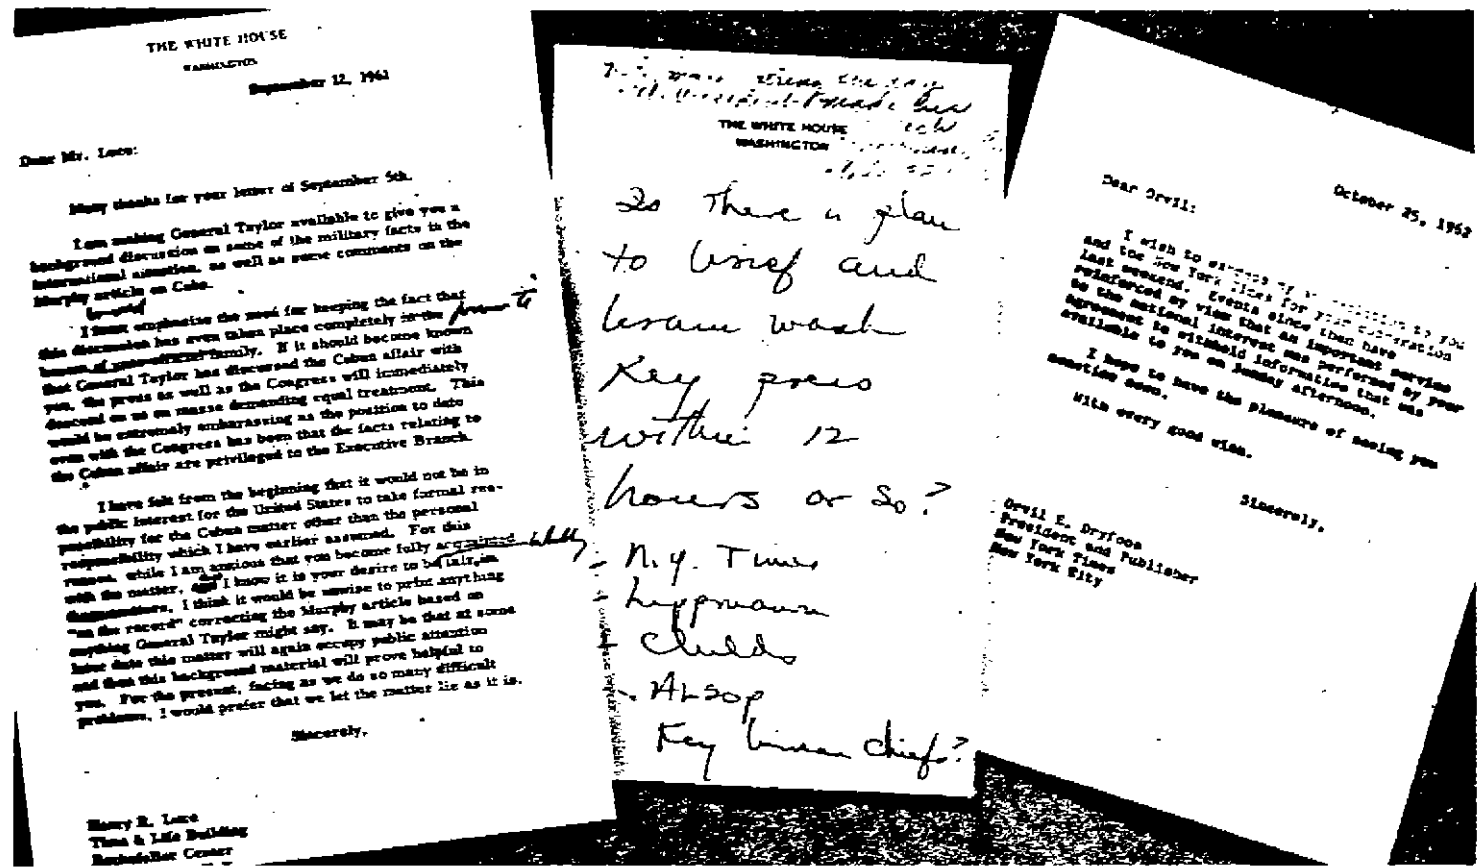 THE WHITE HOUSE
WASHINGTON
September 12, 1961
Dear Mr. Luce:
Many thanks for your letter of September 5th.
I am making General Taylor available to give you a
background discussion on some of the military facts in the
international situation, as well as some comments on the
Murphy article on Cuba.
I must emphasize the need for keeping the fact that
this discussion has even taken place completely in the
bosom of your official family. If it should become known
that General Taylor has discussed the Cuban affair with
you, the press as well as the Congress will immediately
descend on us en masse demanding equal treatment. This
would be extremely embarassing as the position to date
even with the Congress has been that the facts relating to
the Cuban affair are privileged to the Executive Branch.
I have felt from the beginning that it would not be in
the public interest for the United States to take formal res-
ponsibility for the Cuban matter other than the personal
responsibility which I have earlier assumed. For this
reason, while I am anxious that you become fully acquainted
with the matter, and I know it is your desire to be fair,
I think it would be unwise to print anything
"on the record" correcting the Murphy article based on
anything General Taylor might say. It may be that at some
later date this matter will again occupy public attention
and then this background material will prove helpful to
you. For the present, facing as we do so many difficult
problems, I would prefer that we let the matter lie as it is.
Sincerely,
Henry R. Luce
Time & Life Building
Rockefeller Center
THE WHITE HOUSE
WASHINGTON
Is there a plan
to brief and
brain wash
Key press
within 12
hours or so?
N.Y. Times
Lippmann
Childs
Alsop
Key bureau chiefs?
October 25, 1962
Dear Orvil:
I wish to express my appreciation to you
and the New York Times for your cooperation
last weekend. Events since then have
reinforced my view that an important service
to the national interest was performed by your
agreement to withhold information that was
available to you on Sunday afternoon.
I hope to have the pleasure of seeing you
sometime soon.
With every good wish,
Sincerely,
Orvil E. Dryfoos
President and Publisher
New York Times
New York City